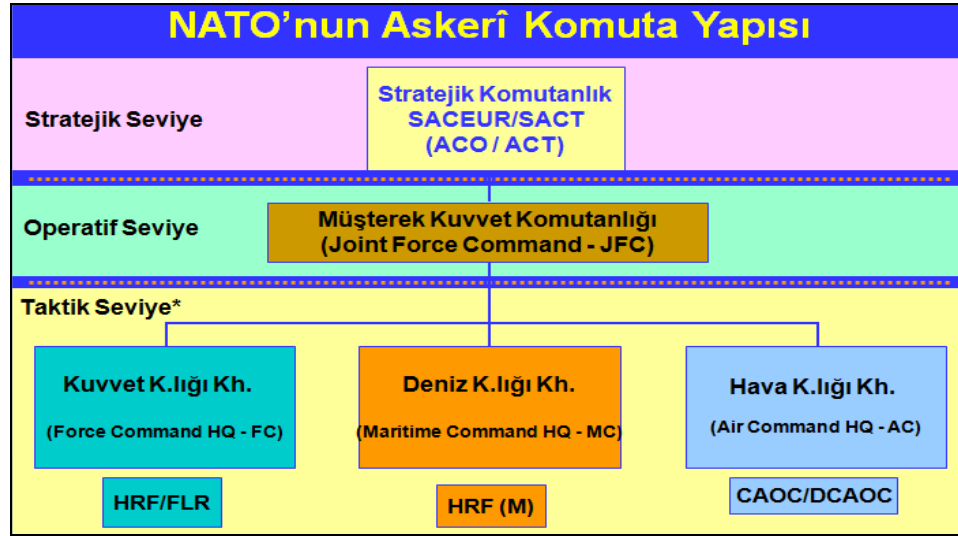 NATO’nun Askerî Komuta Yapısı
Stratejik Seviye
Stratejik Komutanlık
SACEUR/SACT
(ACO / ACT)
Operatif Seviye
Müşterek Kuvvet Komutanlığı
(Joint Force Command - JFC)
Taktik Seviye*
Kuvvet K.lığı Kh.
(Force Command HQ - FC)
Deniz K.lığı Kh.
(Maritime Command HQ - MC)
Hava K.lığı Kh.
(Air Command HQ - AC)
HRF/FLR
HRF (M)
CAOC/DCAOC